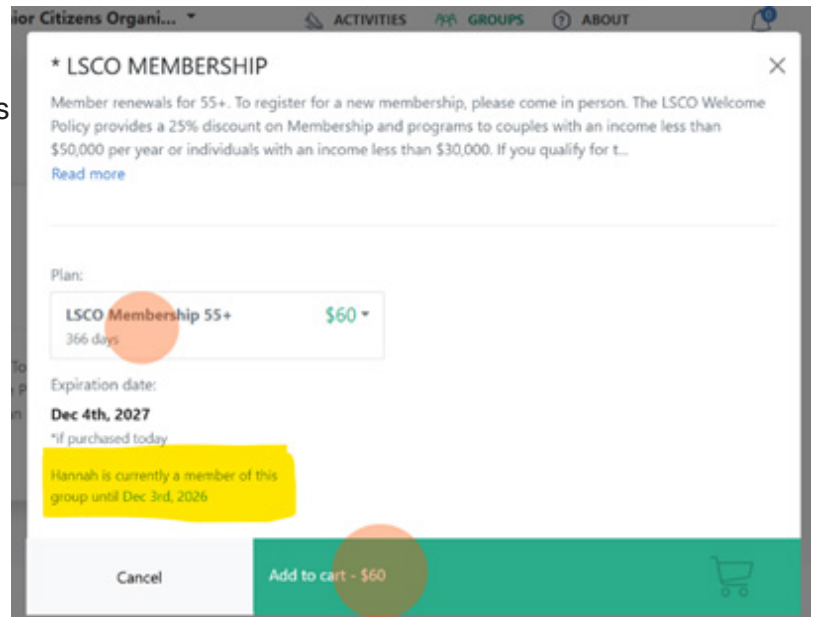 ior Citizens Organi...
ACTIVITIES
GROUPS
ABOUT
0
* LSCO MEMBERSHIP
s
Member renewals for 55+. To register for a new membership, please come in person. The LSCO Welcome
Policy provides a 25% discount on Membership and programs to couples with an income less than
$50,000 per year or individuals with an income less than $30,000. If you qualify for t...
Read more
Plan:
LSCO Membership 55+ $60
366 days
To
P
n
Expiration date:
Dec 4th, 2027
*if purchased today
Hannah is currently a member of this
group until Dec 3rd, 2026
Cancel
Add to cart - $60